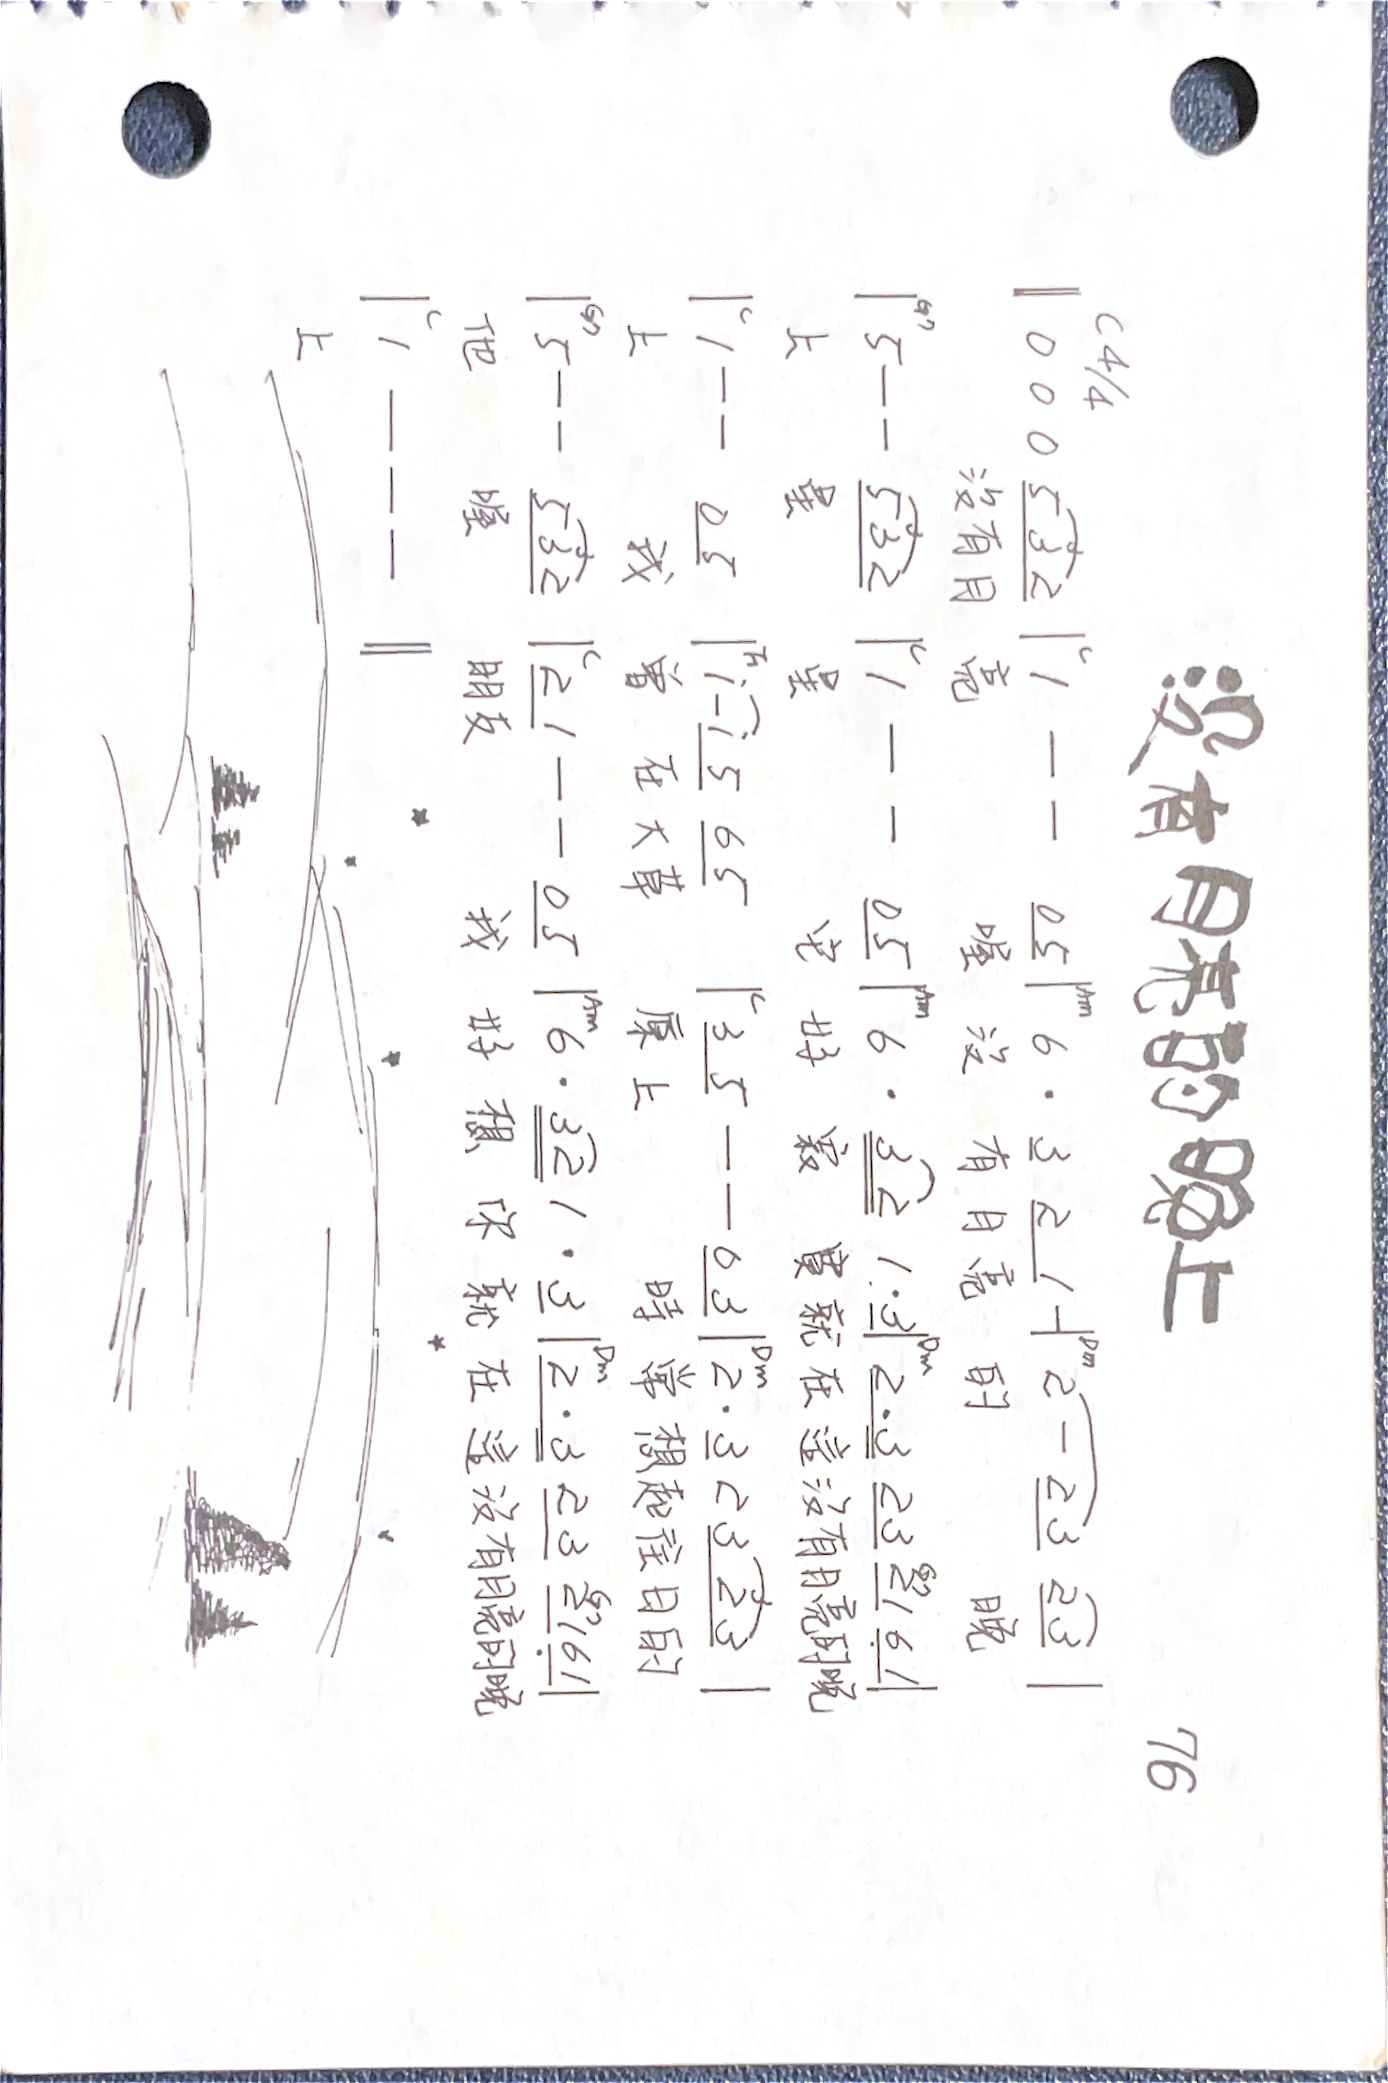 沒有月亮的晚上
76
C 4/4
‖ 0 0 0 5 3 2 |C 1 — — 0 5 |Am 6 · 3 2 1 — |Dm 2 — 2 3 2 3 |
沒有月 亮 喔 沒 有 月 亮 的 晚
|G7 5 — — 5 3 2 |C 1 — — 0 5 |Am 6 · 3 2 1 · 3 |Dm 2 · 3 2 3 G7 2 1 6 1 |
上 星 星 它 好 寂 寞 就 在 這 沒有月亮的晚
|C 1 — — 0 5 | i — i 5 6 5 |C 3 5 — — 0 3 |Dm 2 · 3 2 3 2 3 |
上 我 曾 在 大 草 原 上 時 常 想 起 往 日 的
|G7 5 — — 5 3 2 |C 2 1 — — 0 5 |Am 6 · 3 2 1 · 3 |Dm 2 · 3 2 3 G7 2 1 6 1 |
他 喔 朋友 我 好 想 你 就 在 這 沒有月亮的晚
|C 1 — — — ‖
上